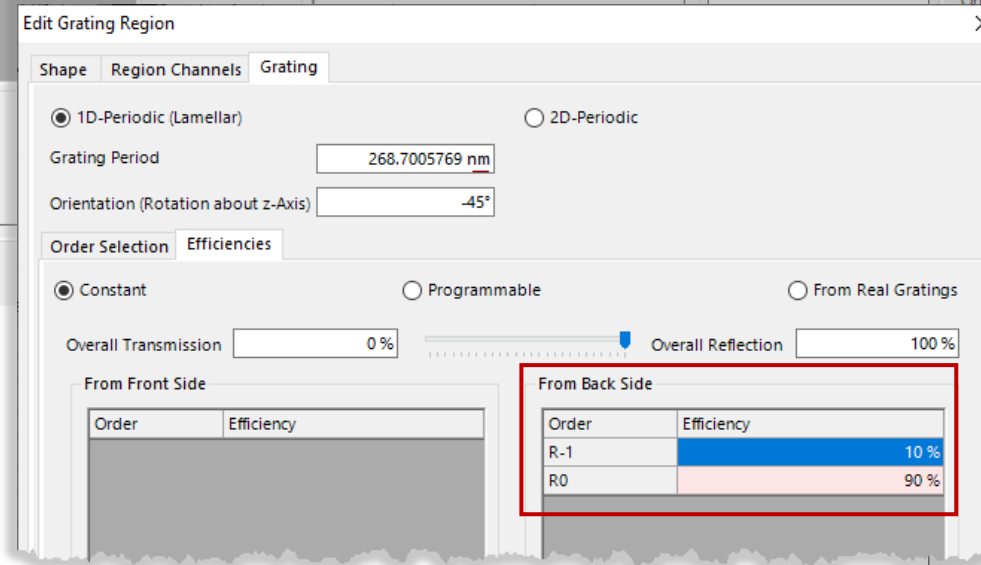 Edit Grating Region
Shape Region Channels Grating
1D-Periodic (Lamellar) 2D-Periodic
Grating Period 268.7005769 nm
Orientation (Rotation about z-Axis) -45°
Order Selection Efficiencies
Constant Programmable From Real Gratings
Overall Transmission 0 % Overall Reflection 100 %
From Front Side From Back Side
Order Efficiency Order Efficiency
R-1 10 %
R0 90 %